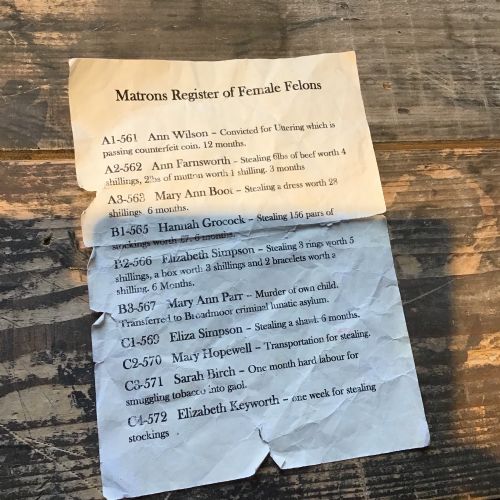 Matrons Register of Female Felons
A1-561 Ann Wilson – Convicted for Uttering which is
passing counterfeit coin. 12 months.
A2-562 Ann Farnsworth – Stealing 6lbs of beef worth 4
shillings, 2lbs of mutton worth 1 shilling. 3 months
A3-563 Mary Ann Boot – Stealing a dress worth 28
shillings 6 months.
B1-565 Hannah Grocock – Stealing 156 pairs of
stockings worth £7. 6 months.
B2-566 Elizabeth Simpson – Stealing 3 rings worth 5
shillings, a box worth 3 shillings and 2 bracelets worth a
shilling. 6 Months.
B3-567 Mary Ann Parr – Murder of own child.
Transferred to Broadmoor criminal lunatic asylum.
C1-569 Eliza Simpson – Stealing a shawl. 6 months.
C2-570 Mary Hopewell – Transportation for stealing.
C3-571 Sarah Birch – One month hard labour for
smuggling tobacco into gaol.
C4-572 Elizabeth Keyworth – one week for stealing
stockings .